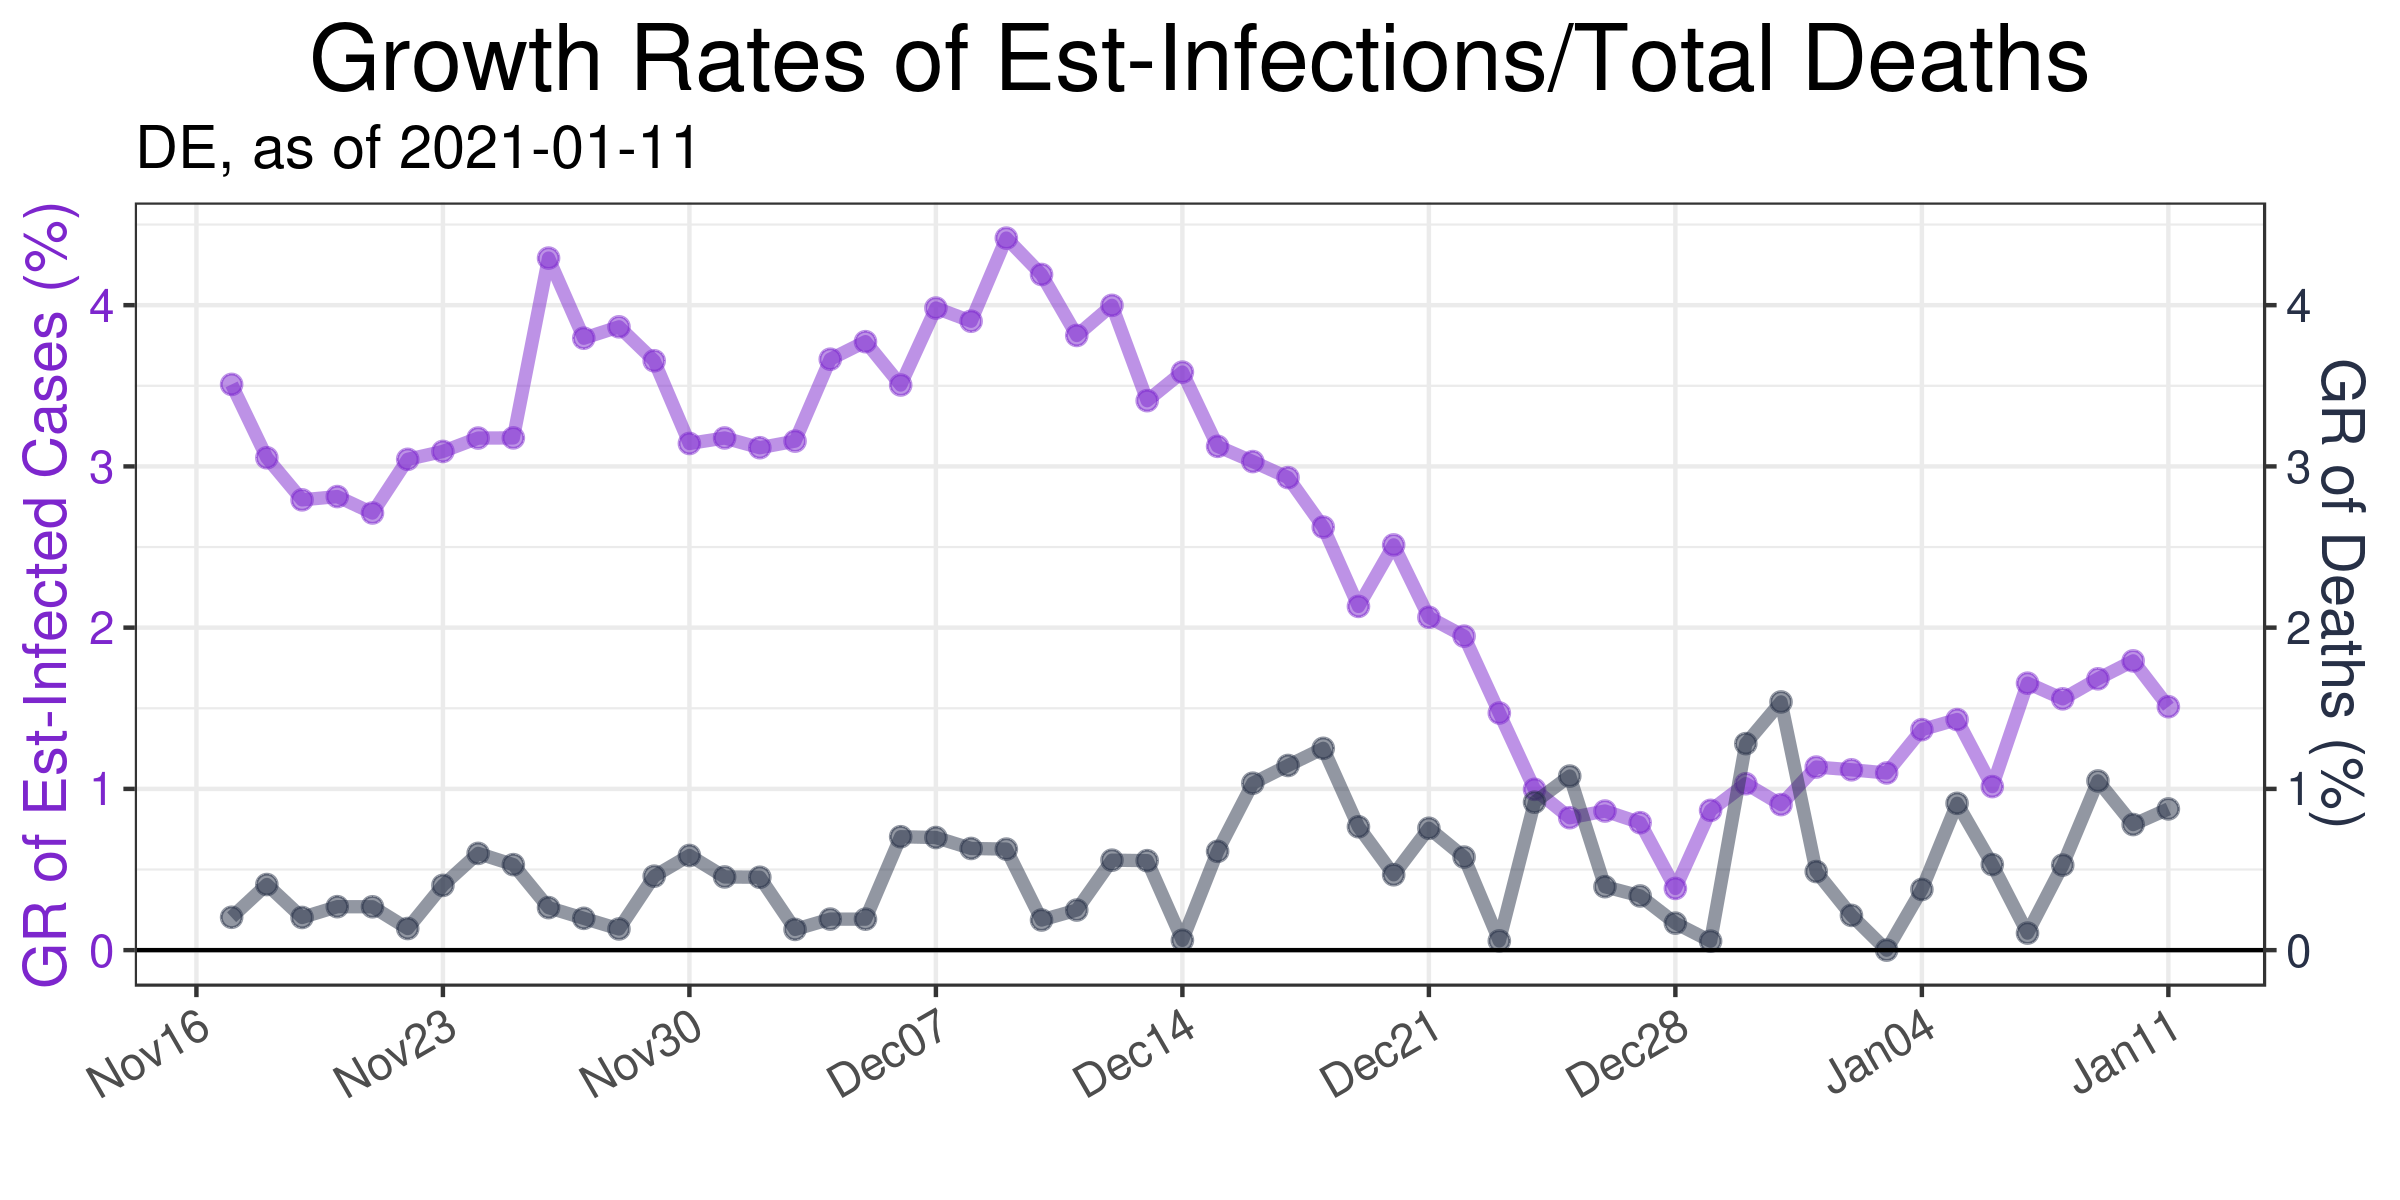 Growth Rates of Est-Infections/Total Deaths
DE, as of 2021-01-11
GR of Est-Infected Cases (%)
4
3
2
1
0
4
3
2
1
0
GR of Deaths (%)
Nov16
Nov23
Nov30
Dec07
Dec14
Dec21
Dec28
Jan04
Jan11